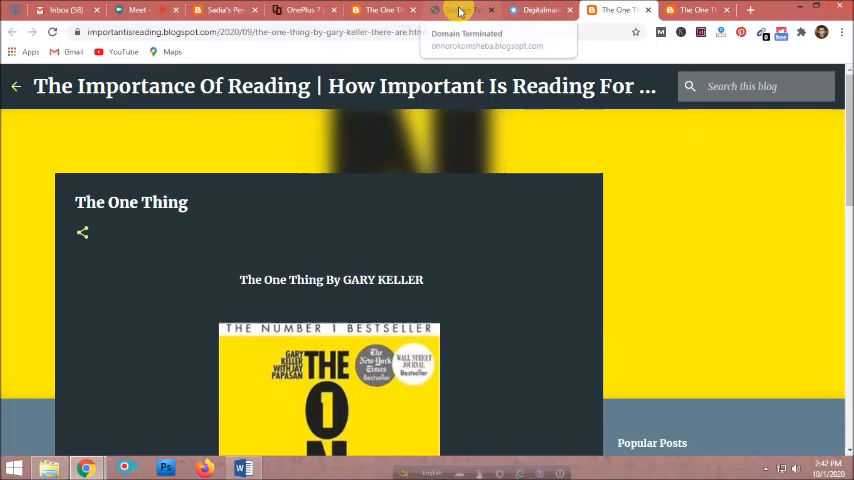 Inbox (58)
Meet -
Sadia's Per
OnePlus 7
The One Th
Digitalmar
The One Th
The One Th
importantisreading.blogspot.com/2020/09/the-one-thing-by-gary-keller-there-are.html
Domain Terminated
onnorokomsheba.blogsopt.com
Bing
Gmail
YouTube
Maps
The Importance Of Reading | How Important Is Reading For ...
Search this blog
The One Thing
The One Thing By GARY KELLER
THE NUMBER 1 BESTSELLER
GARY
KELLER
WITH JAY
PAPASAN
THE
ONE
The
New York
Times
Bestseller
WALL STREET
JOURNAL
Bestseller
Popular Posts
English
2:42 PM
10/1/2020